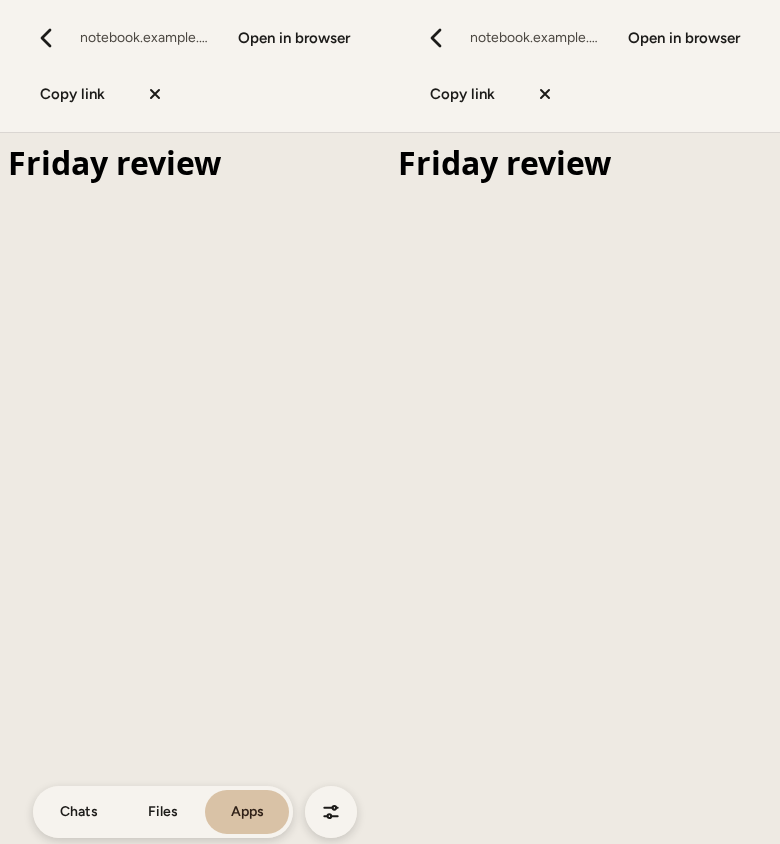 notebook.example.... Open in browser
Copy link
Friday review
Chats Files Apps
notebook.example.... Open in browser
Copy link
Friday review